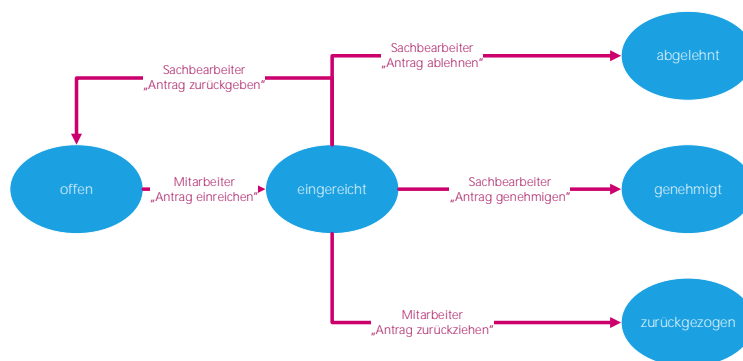 Sachbearbeiter
„Antrag ablehnen“
abgelehnt
Sachbearbeiter
„Antrag zurückgeben“
offen
Mitarbeiter
„Antrag einreichen“
eingereicht
Sachbearbeiter
„Antrag genehmigen“
genehmigt
Mitarbeiter
„Antrag zurückziehen“
zurückgezogen